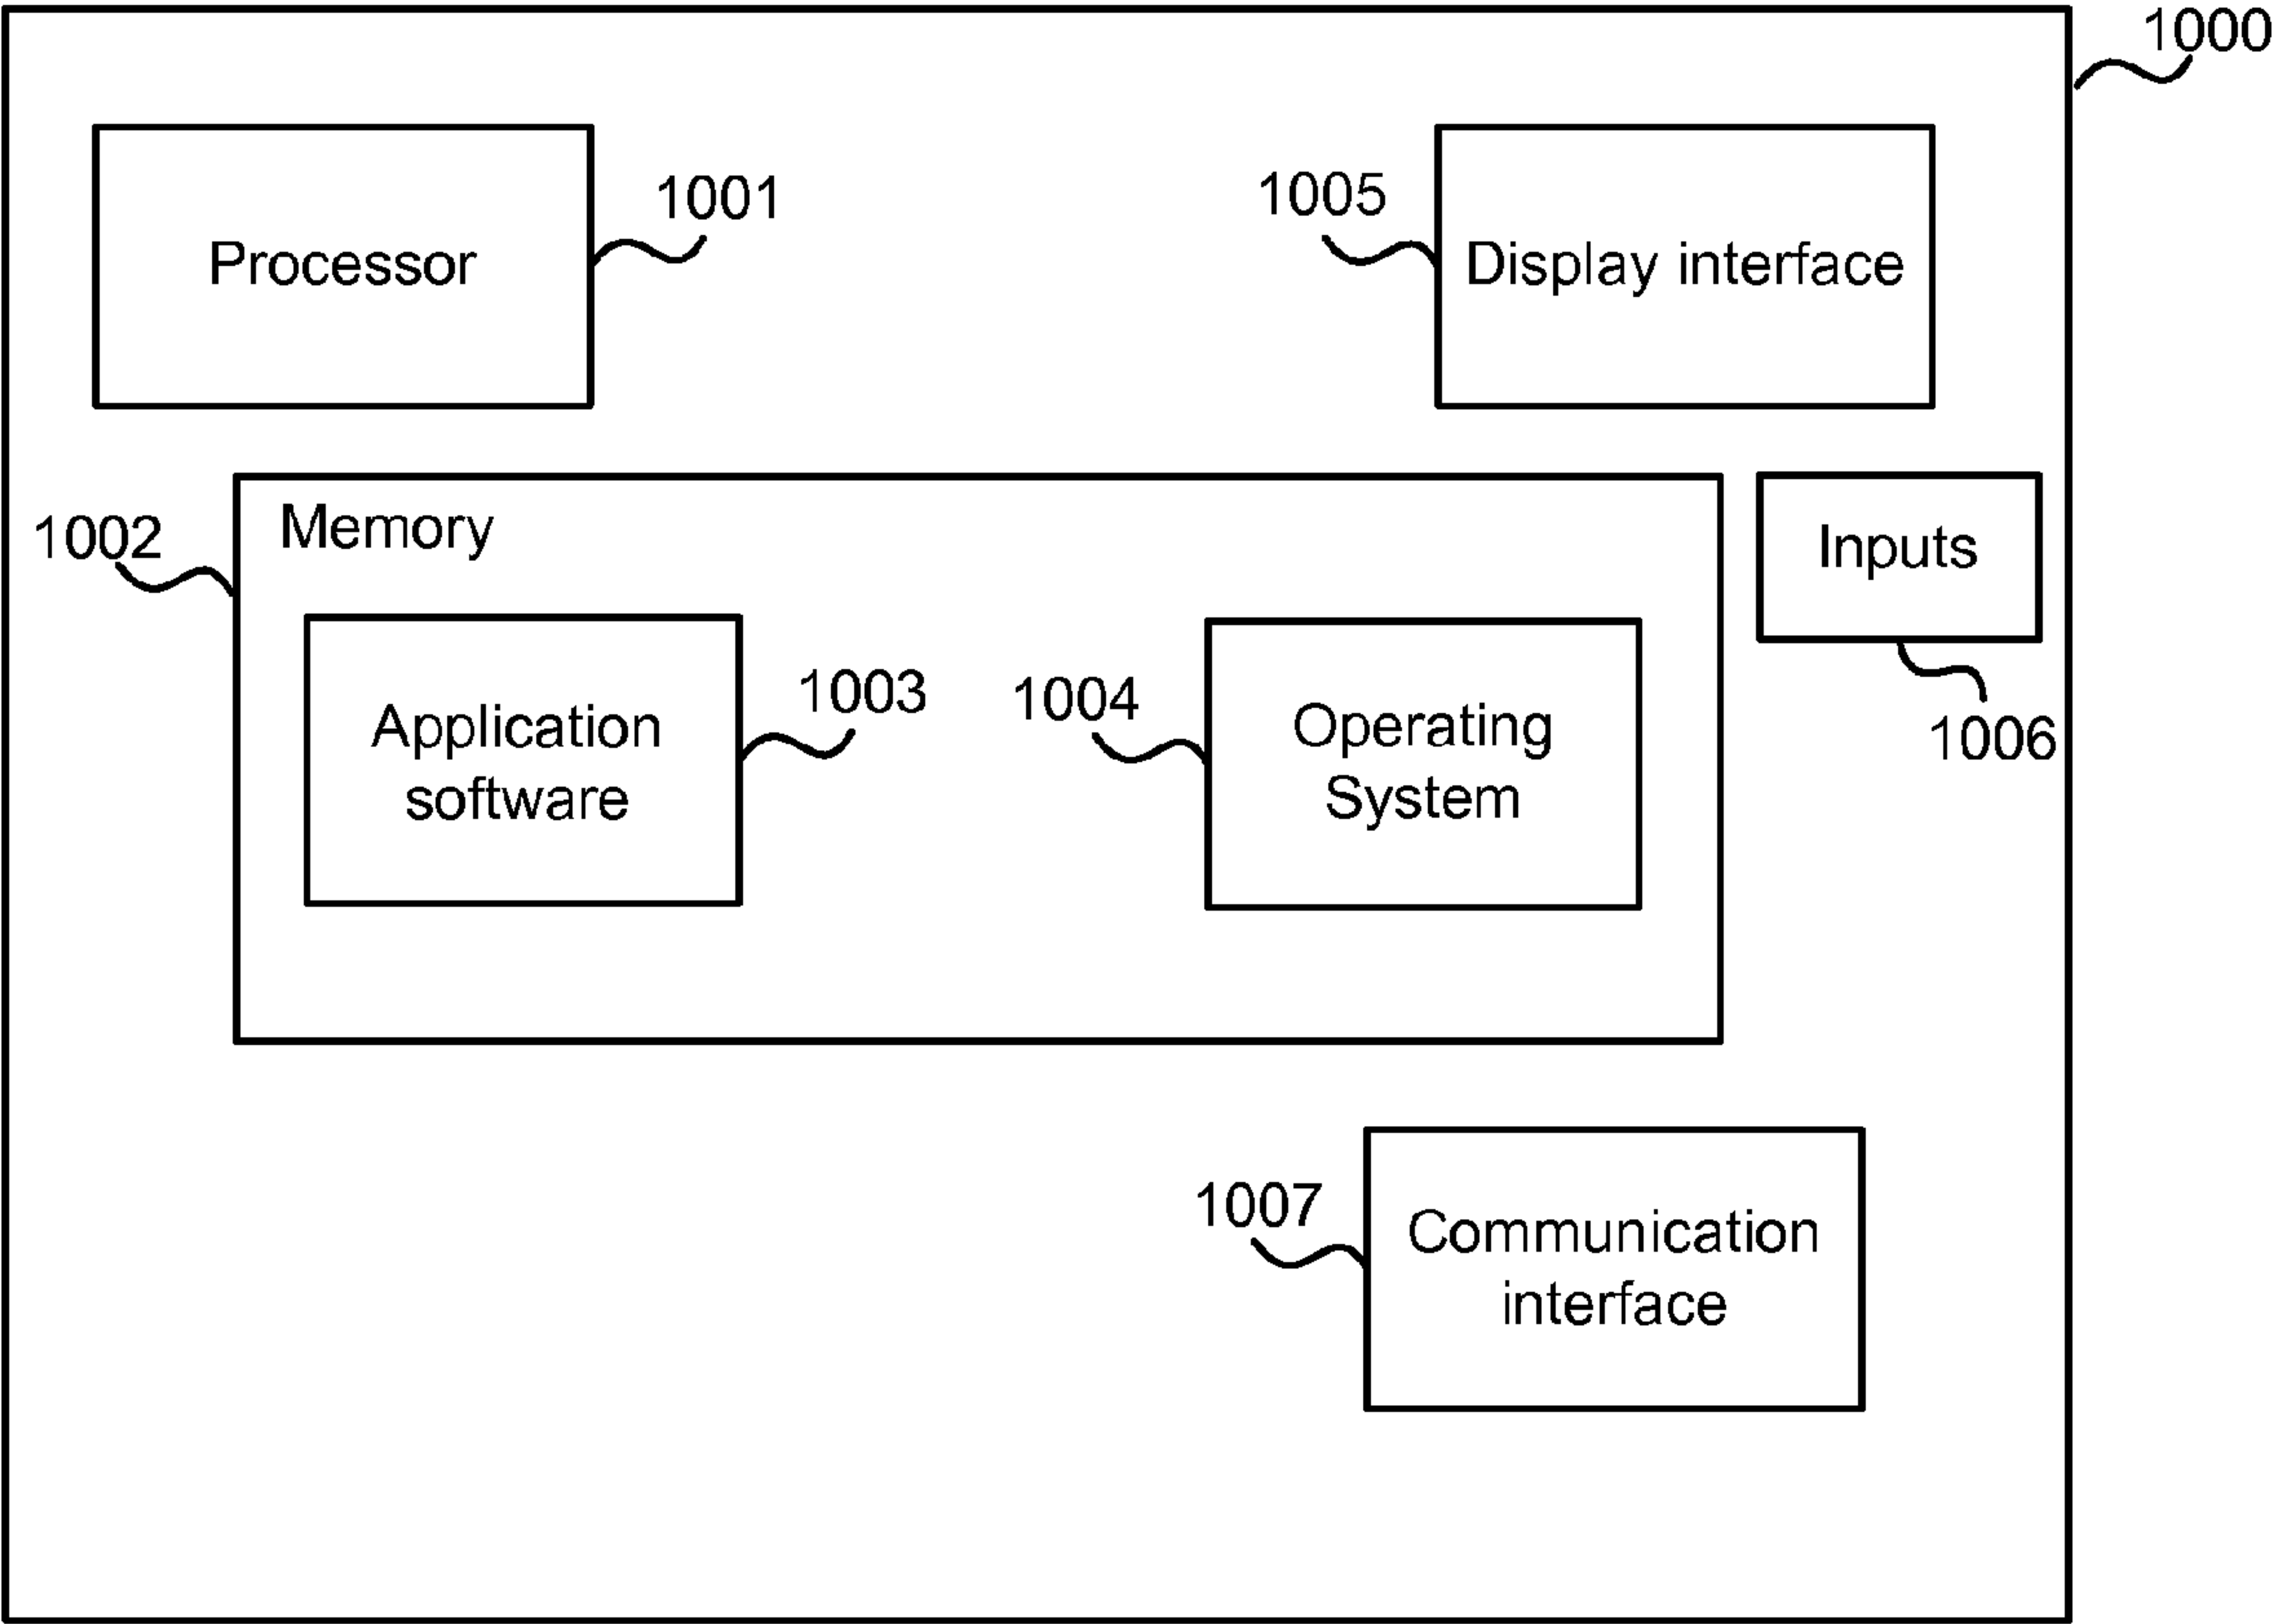 1000
Processor
1001
1005
Display interface
1002
Memory
Inputs
1006
Application
software
1003
1004
Operating
System
1007
Communication
interface